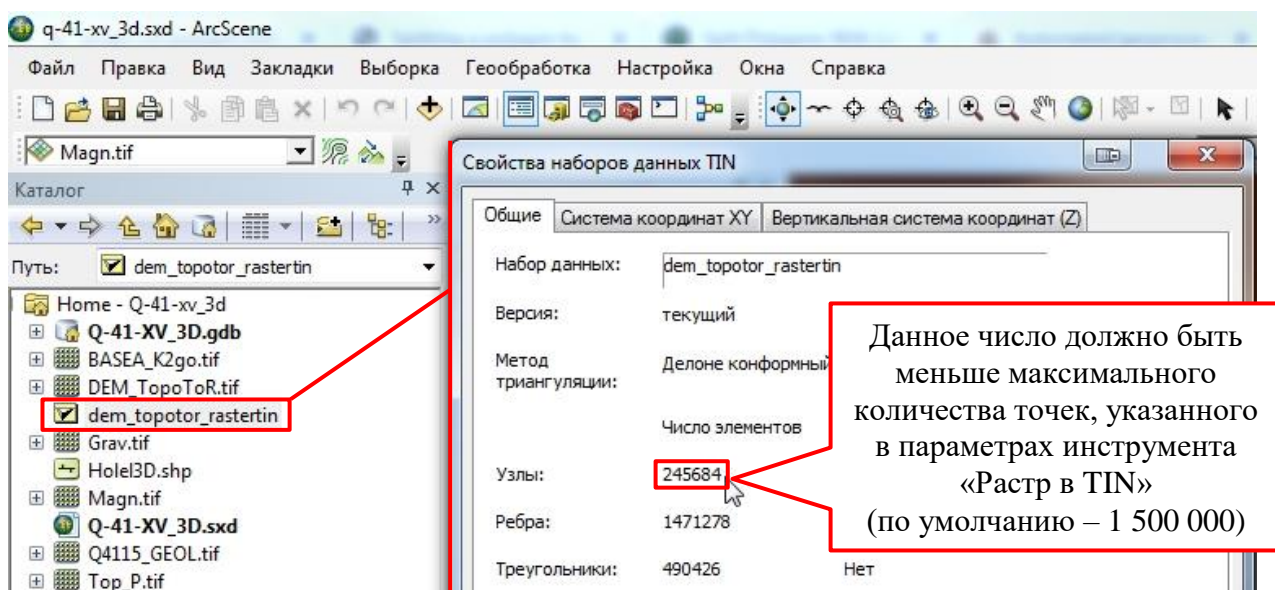 q-41-xv_3d.sxd - ArcScene
Файл Правка Вид Закладки Выборка Геообработка Настройка Окна Справка
Magn.tif
Каталог
Путь: dem_topotor_rastertin
Home - Q-41-xv_3d
Q-41-XV_3D.gdb
BASEA_K2go.tif
DEM_TopoToR.tif
dem_topotor_rastertin
Grav.tif
Holel3D.shp
Magn.tif
Q-41-XV_3D.sxd
Q4115_GEOL.tif
Top_P.tif
Свойства наборов данных TIN
Общие Система координат XY Вертикальная система координат (Z)
Набор данных: dem_topotor_rastertin
Версия: текущий
Метод
триангуляции: Делоне конформный
Число элементов
Узлы: 245684
Ребра: 1471278
Треугольники: 490426 Нет
Данное число должно быть
меньше максимального
количества точек, указанного
в параметрах инструмента
«Растр в TIN»
(по умолчанию – 1 500 000)